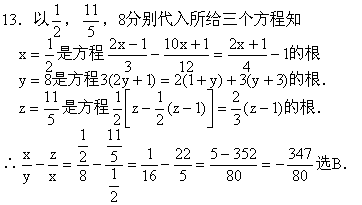 13．以1/2，11/5，8分别代入所给三个方程知
x = 1/2是方程 (2x-1)/3 - (10x+1)/12 = (2x+1)/4 - 1的根
y = 8是方程3(2y+1) = 2(1+y) + 3(y+3)的根．
z = 11/5是方程 1/2[z - 1/2(z-1)] = 2/3(z-1)的根．
∴ x/y - z/x = (1/2)/8 - (11/5)/(1/2) = 1/16 - 22/5 = (5-352)/80 = -347/80 选B．